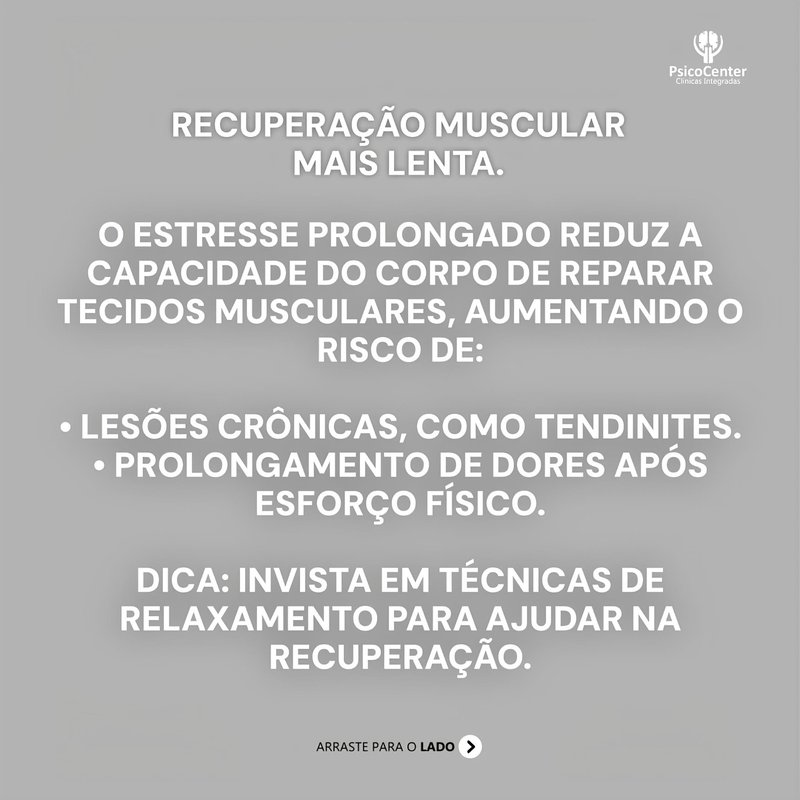 PsicoCenter
Clínicas Integradas
RECUPERAÇÃO MUSCULAR
MAIS LENTA.
O ESTRESSE PROLONGADO REDUZ A
CAPACIDADE DO CORPO DE REPARAR
TECIDOS MUSCULARES, AUMENTANDO O
RISCO DE:
• LESÕES CRÔNICAS, COMO TENDINITES.
• PROLONGAMENTO DE DORES APÓS
ESFORÇO FÍSICO.
DICA: INVISTA EM TÉCNICAS DE
RELAXAMENTO PARA AJUDAR NA
RECUPERAÇÃO.
ARRASTE PARA O LADO